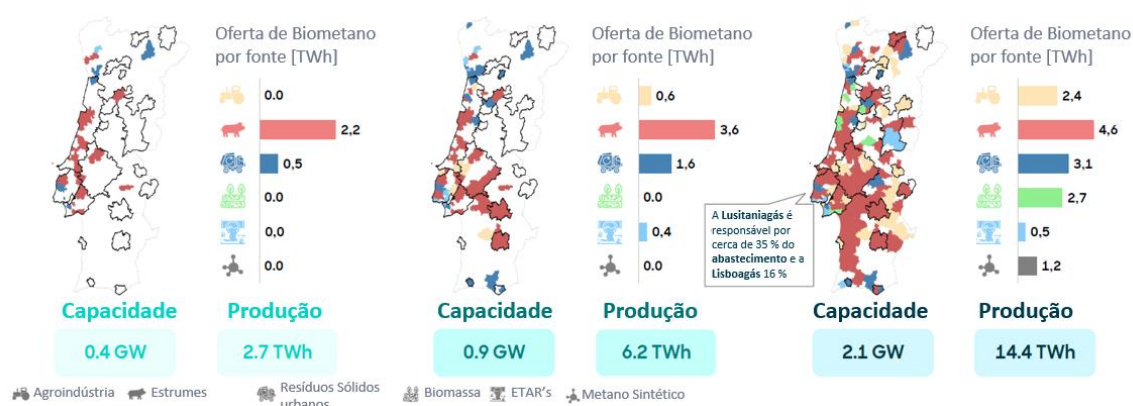 Oferta de Biometano
por fonte [TWh]
0.0
2,2
0,5
0.0
0,0
0.0
Capacidade
Produção
0.4 GW
2.7 TWh
Oferta de Biometano
por fonte [TWh]
0,6
3,6
1,6
0.0
0,4
0.0
Capacidade
Produção
0.9 GW
6.2 TWh
Oferta de Biometano
por fonte [TWh]
2,4
4,6
3,1
2,7
0,5
1,2
A Lusitaniagás é
responsável por
cerca de 35 % do
abastecimento e a
Lisboagás 16 %
Capacidade
Produção
2.1 GW
14.4 TWh
Agroindústria
Estrumes
Resíduos Sólidos
urbanos
Biomassa
ETAR's
Metano Sintético